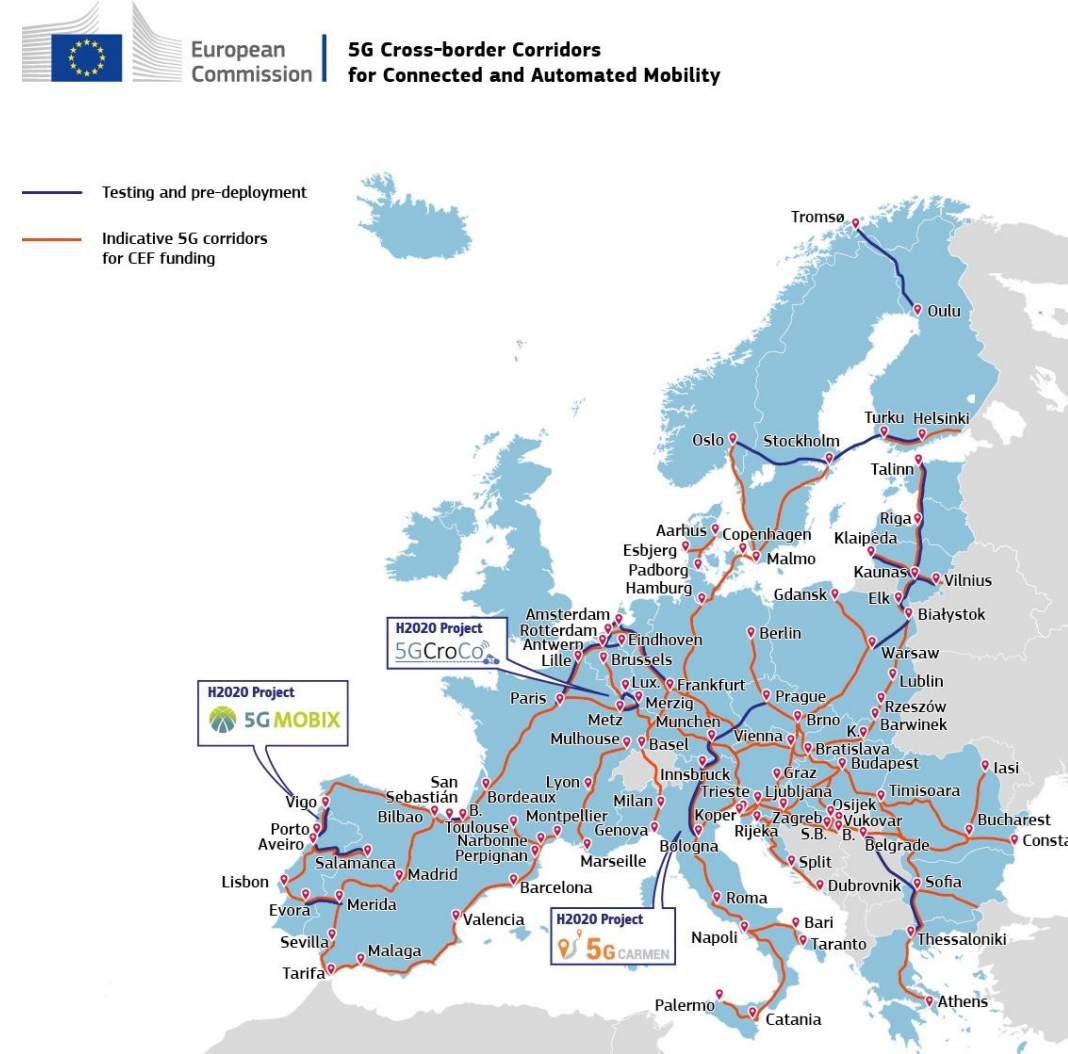 European
Commission
5G Cross-border Corridors
for Connected and Automated Mobility
Testing and pre-deployment
Indicative 5G corridors
for CEF funding
Tromsø
Oulu
Turku
Helsinki
Oslo
Stockholm
Talinn
Riga
Aarhus
Copenhagen
Klaipėda
Esbjerg
Malmo
Padborg
Kaunas
Vilnius
Hamburg
Gdansk
Elk
Białystok
Amsterdam
Rotterdam
Berlin
H2020 Project
5GCroCo
Antwerp
Eindhoven
Lille
Brussels
Warsaw
Lublin
Lux.
Frankfurt
H2020 Project
5G MOBIX
Paris
Merzig
Prague
Rzeszów
Metz
Munchen
Brno
Barwinek
Mulhouse
Basel
Vienna
K.
Bratislava
Budapest
Iasi
Innsbruck
Graz
San
Sebastián
Lyon
Trieste
Ljubljana
Timisoara
Vigo
Bilbao
B.
Bordeaux
Milan
Koper
Osijek
Toulouse
Montpellier
Zagreb
Vukovar
Bucharest
Porto
Narbonne
Genova
Rijeka
S.B.
B.
Aveiro
Perpignan
Bologna
Belgrade
Consta
Salamanca
Marseille
Split
Lisbon
Madrid
Barcelona
Dubrovnik
Sofia
Evora
Merida
Roma
Valencia
H2020 Project
5G CARMEN
Bari
Sevilla
Napoli
Taranto
Thessaloniki
Malaga
Tarifa
Palermo
Athens
Catania